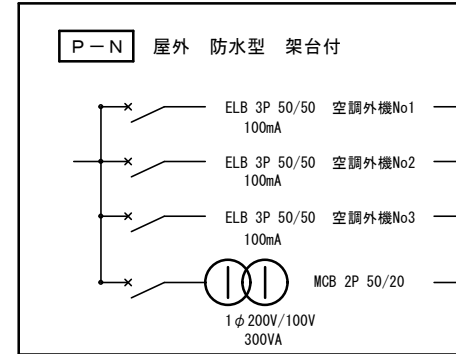 P-N 屋外 防水型 架台付
ELB 3P 50/50 空調外機No1
100mA
ELB 3P 50/50 空調外機No2
100mA
ELB 3P 50/50 空調外機No3
100mA
MCB 2P 50/20
1φ200V/100V
300VA